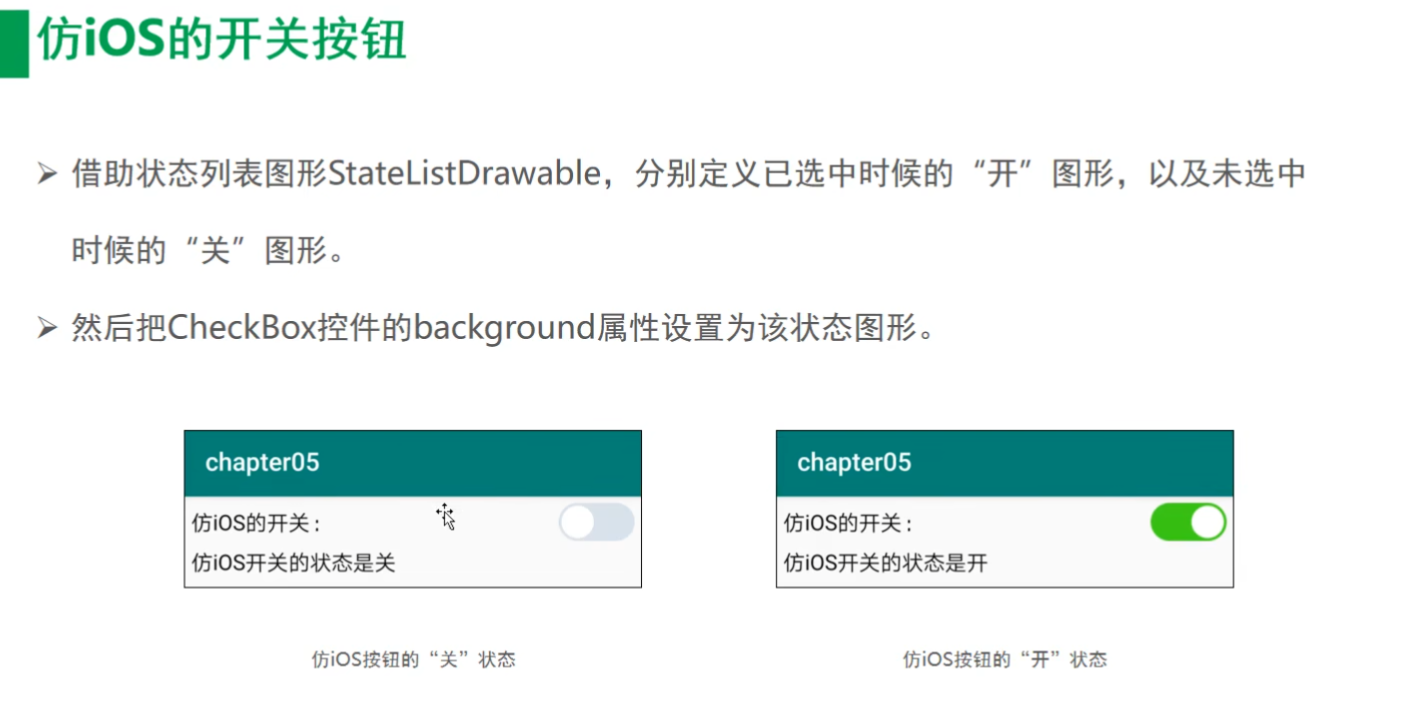 仿iOS的开关按钮
借助状态列表图形StateListDrawable，分别定义已选中时候的“开”图形，以及未选中
时候的“关”图形。
然后把CheckBox控件的background属性设置为该状态图形。
chapter05
仿iOS的开关：
仿iOS开关的状态是关
仿iOS按钮的“关”状态
chapter05
仿iOS的开关：
仿iOS开关的状态是开
仿iOS按钮的“开”状态